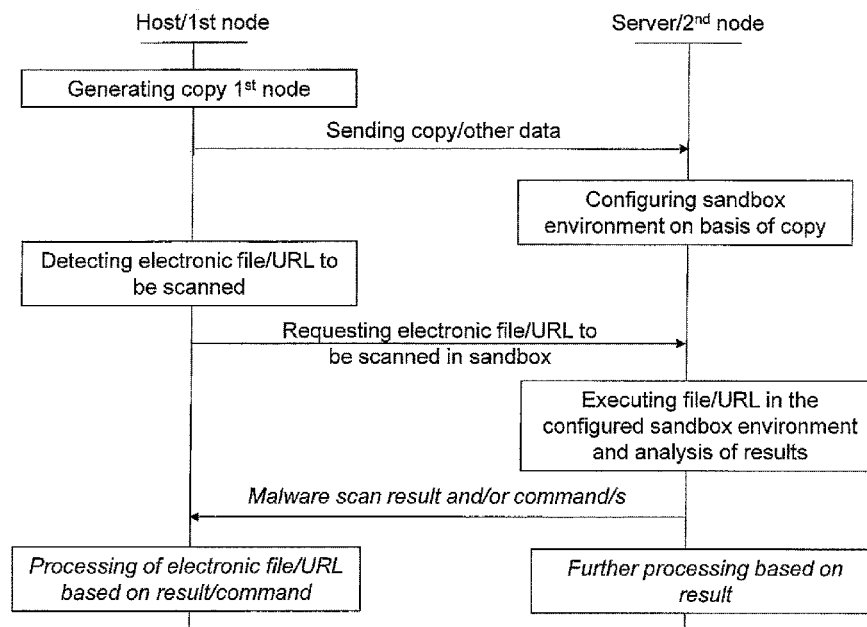 Host/1st node
Server/2nd node
Generating copy 1st node
Sending copy/other data
Configuring sandbox
environment on basis of copy
Detecting electronic file/URL to
be scanned
Requesting electronic file/URL to
be scanned in sandbox
Executing file/URL in the
configured sandbox environment
and analysis of results
Malware scan result and/or command/s
Processing of electronic file/URL
based on result/command
Further processing based on
result